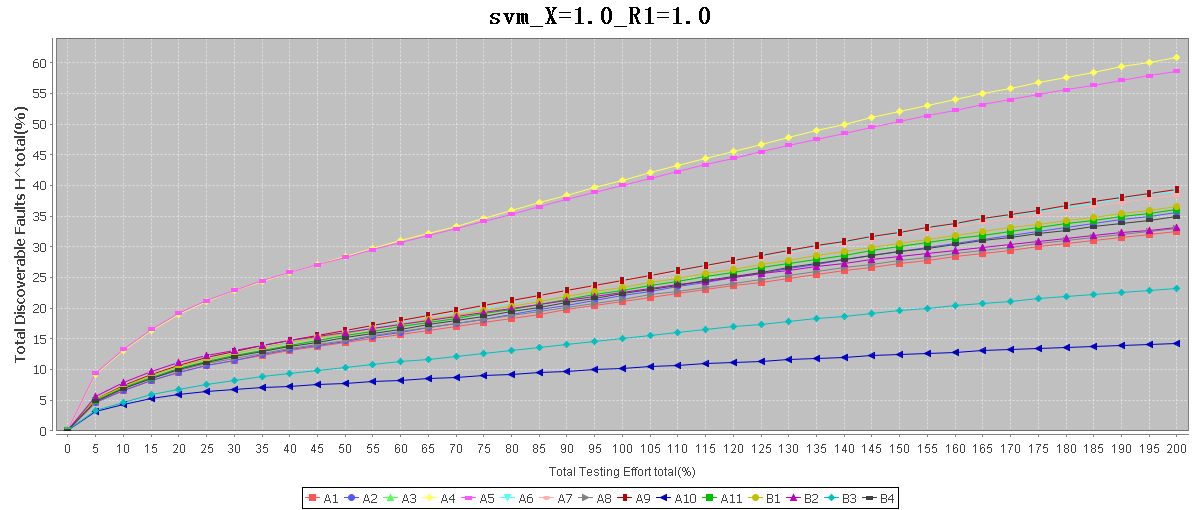 svm_X=1.0_R1=1.0
Total Discoverable Faults H^total(%)
60
55
50
45
40
35
30
25
20
15
10
5
0
0 5 10 15 20 25 30 35 40 45 50 55 60 65 70 75 80 85 90 95 100 105 110 115 120 125 130 135 140 145 150 155 160 165 170 175 180 185 190 195 200
Total Testing Effort total(%)
A1 A2 A3 A4 A5 A6 A7 A8 A9 A10 A11 B1 B2 B3 B4